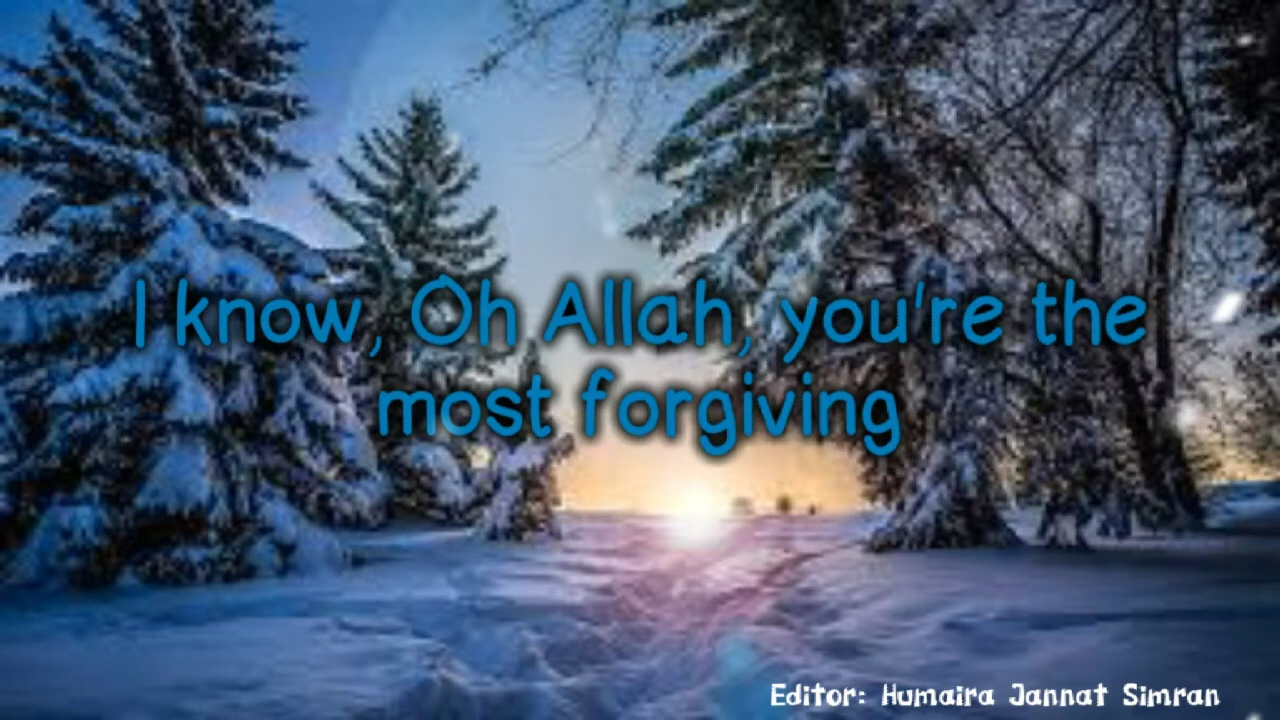 I know, Oh Allah, you're the
most forgiving
Editor: Humaira Jannat Simran